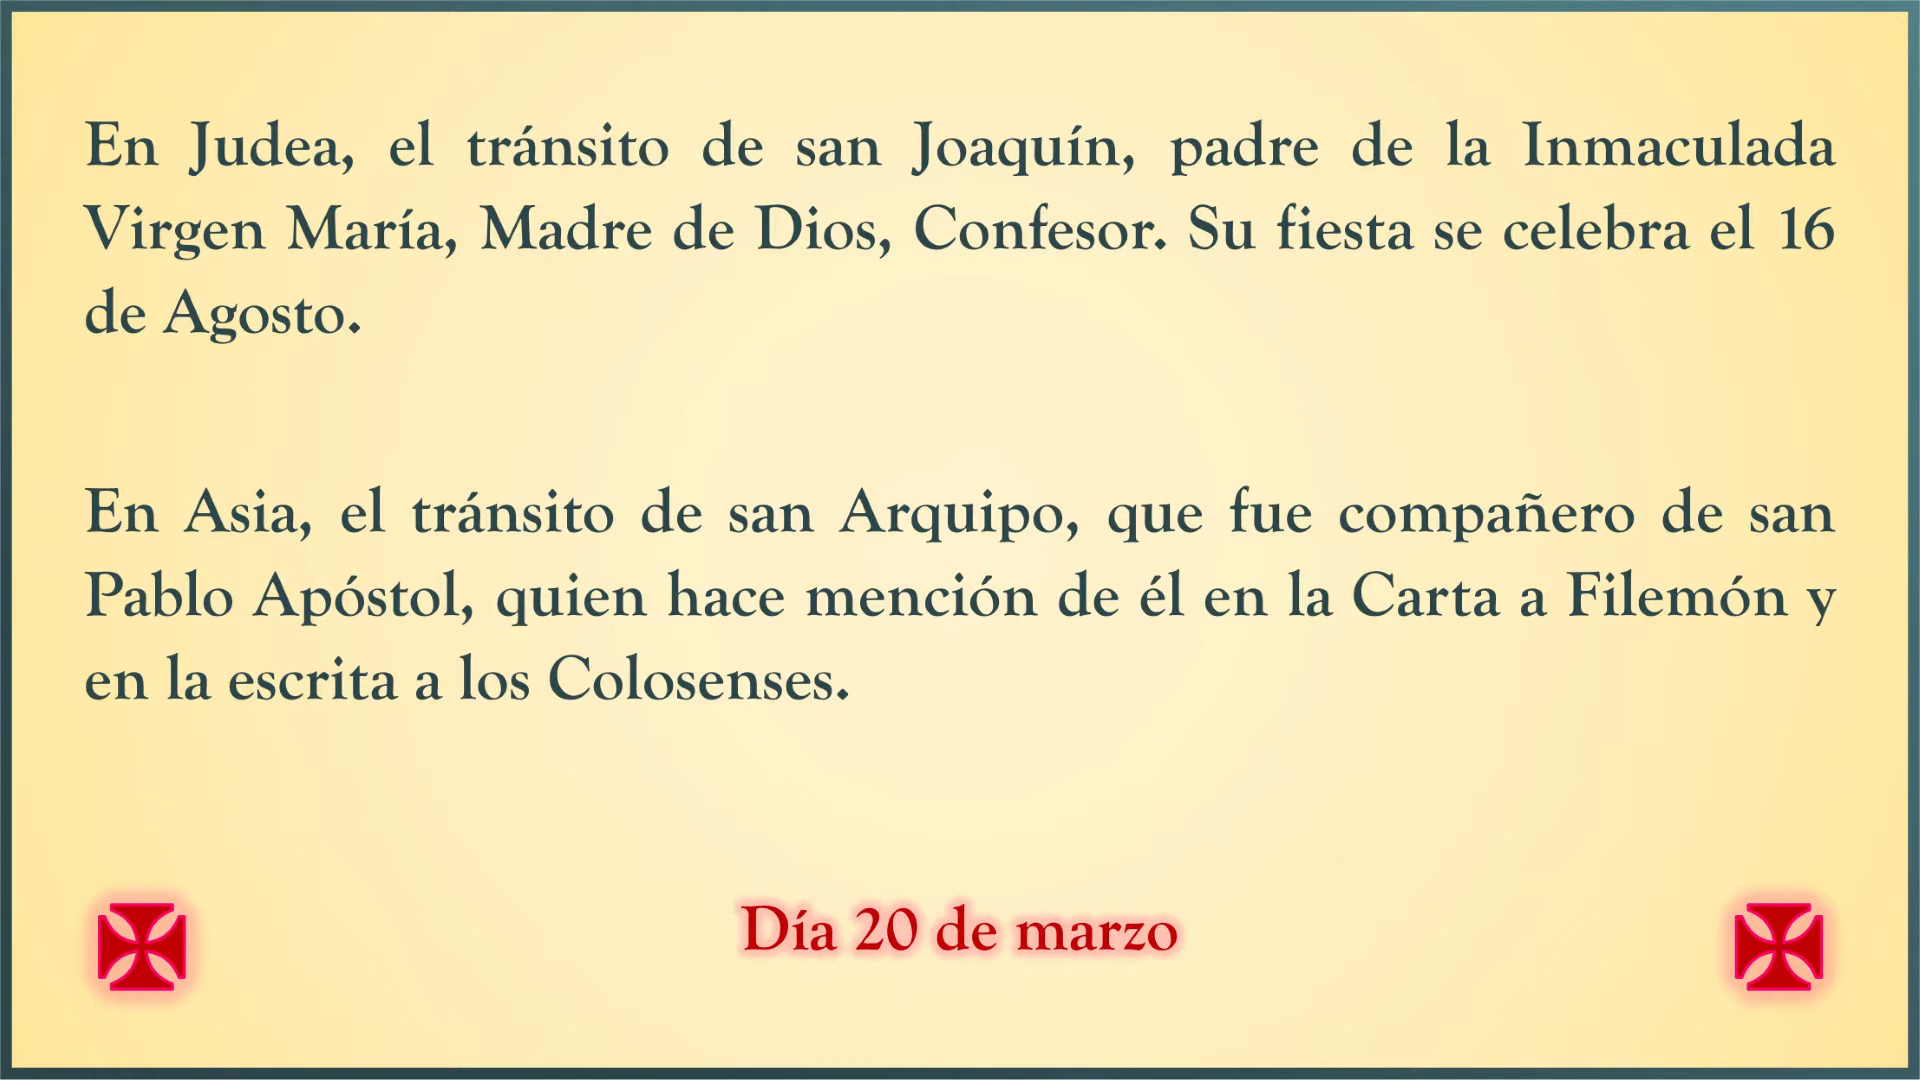 En Judea, el tránsito de san Joaquín, padre de la Inmaculada
Virgen María, Madre de Dios, Confesor. Su fiesta se celebra el 16
de Agosto.
En Asia, el tránsito de san Arquipo, que fue compañero de san
Pablo Apóstol, quien hace mención de él en la Carta a Filemón y
en la escrita a los Colosenses.
Día 20 de marzo